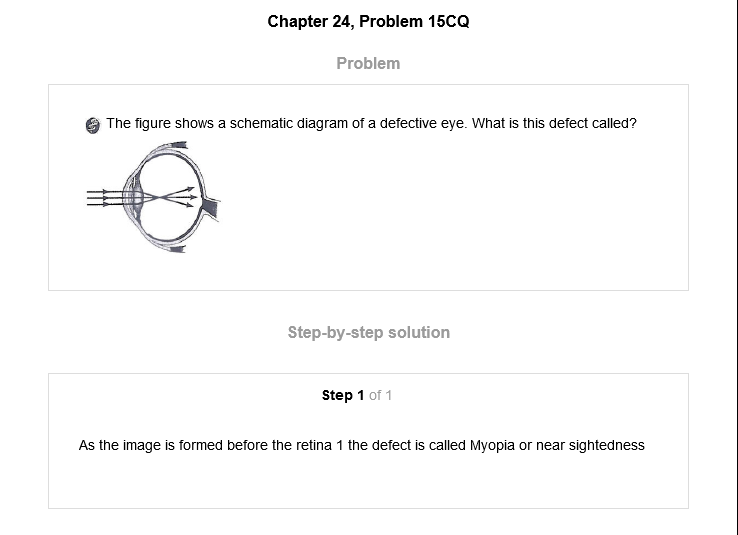 Chapter 24, Problem 15CQ
Problem
The figure shows a schematic diagram of a defective eye. What is this defect called?
Step-by-step solution
Step 1 of 1
As the image is formed before the retina 1 the defect is called Myopia or near sightedness